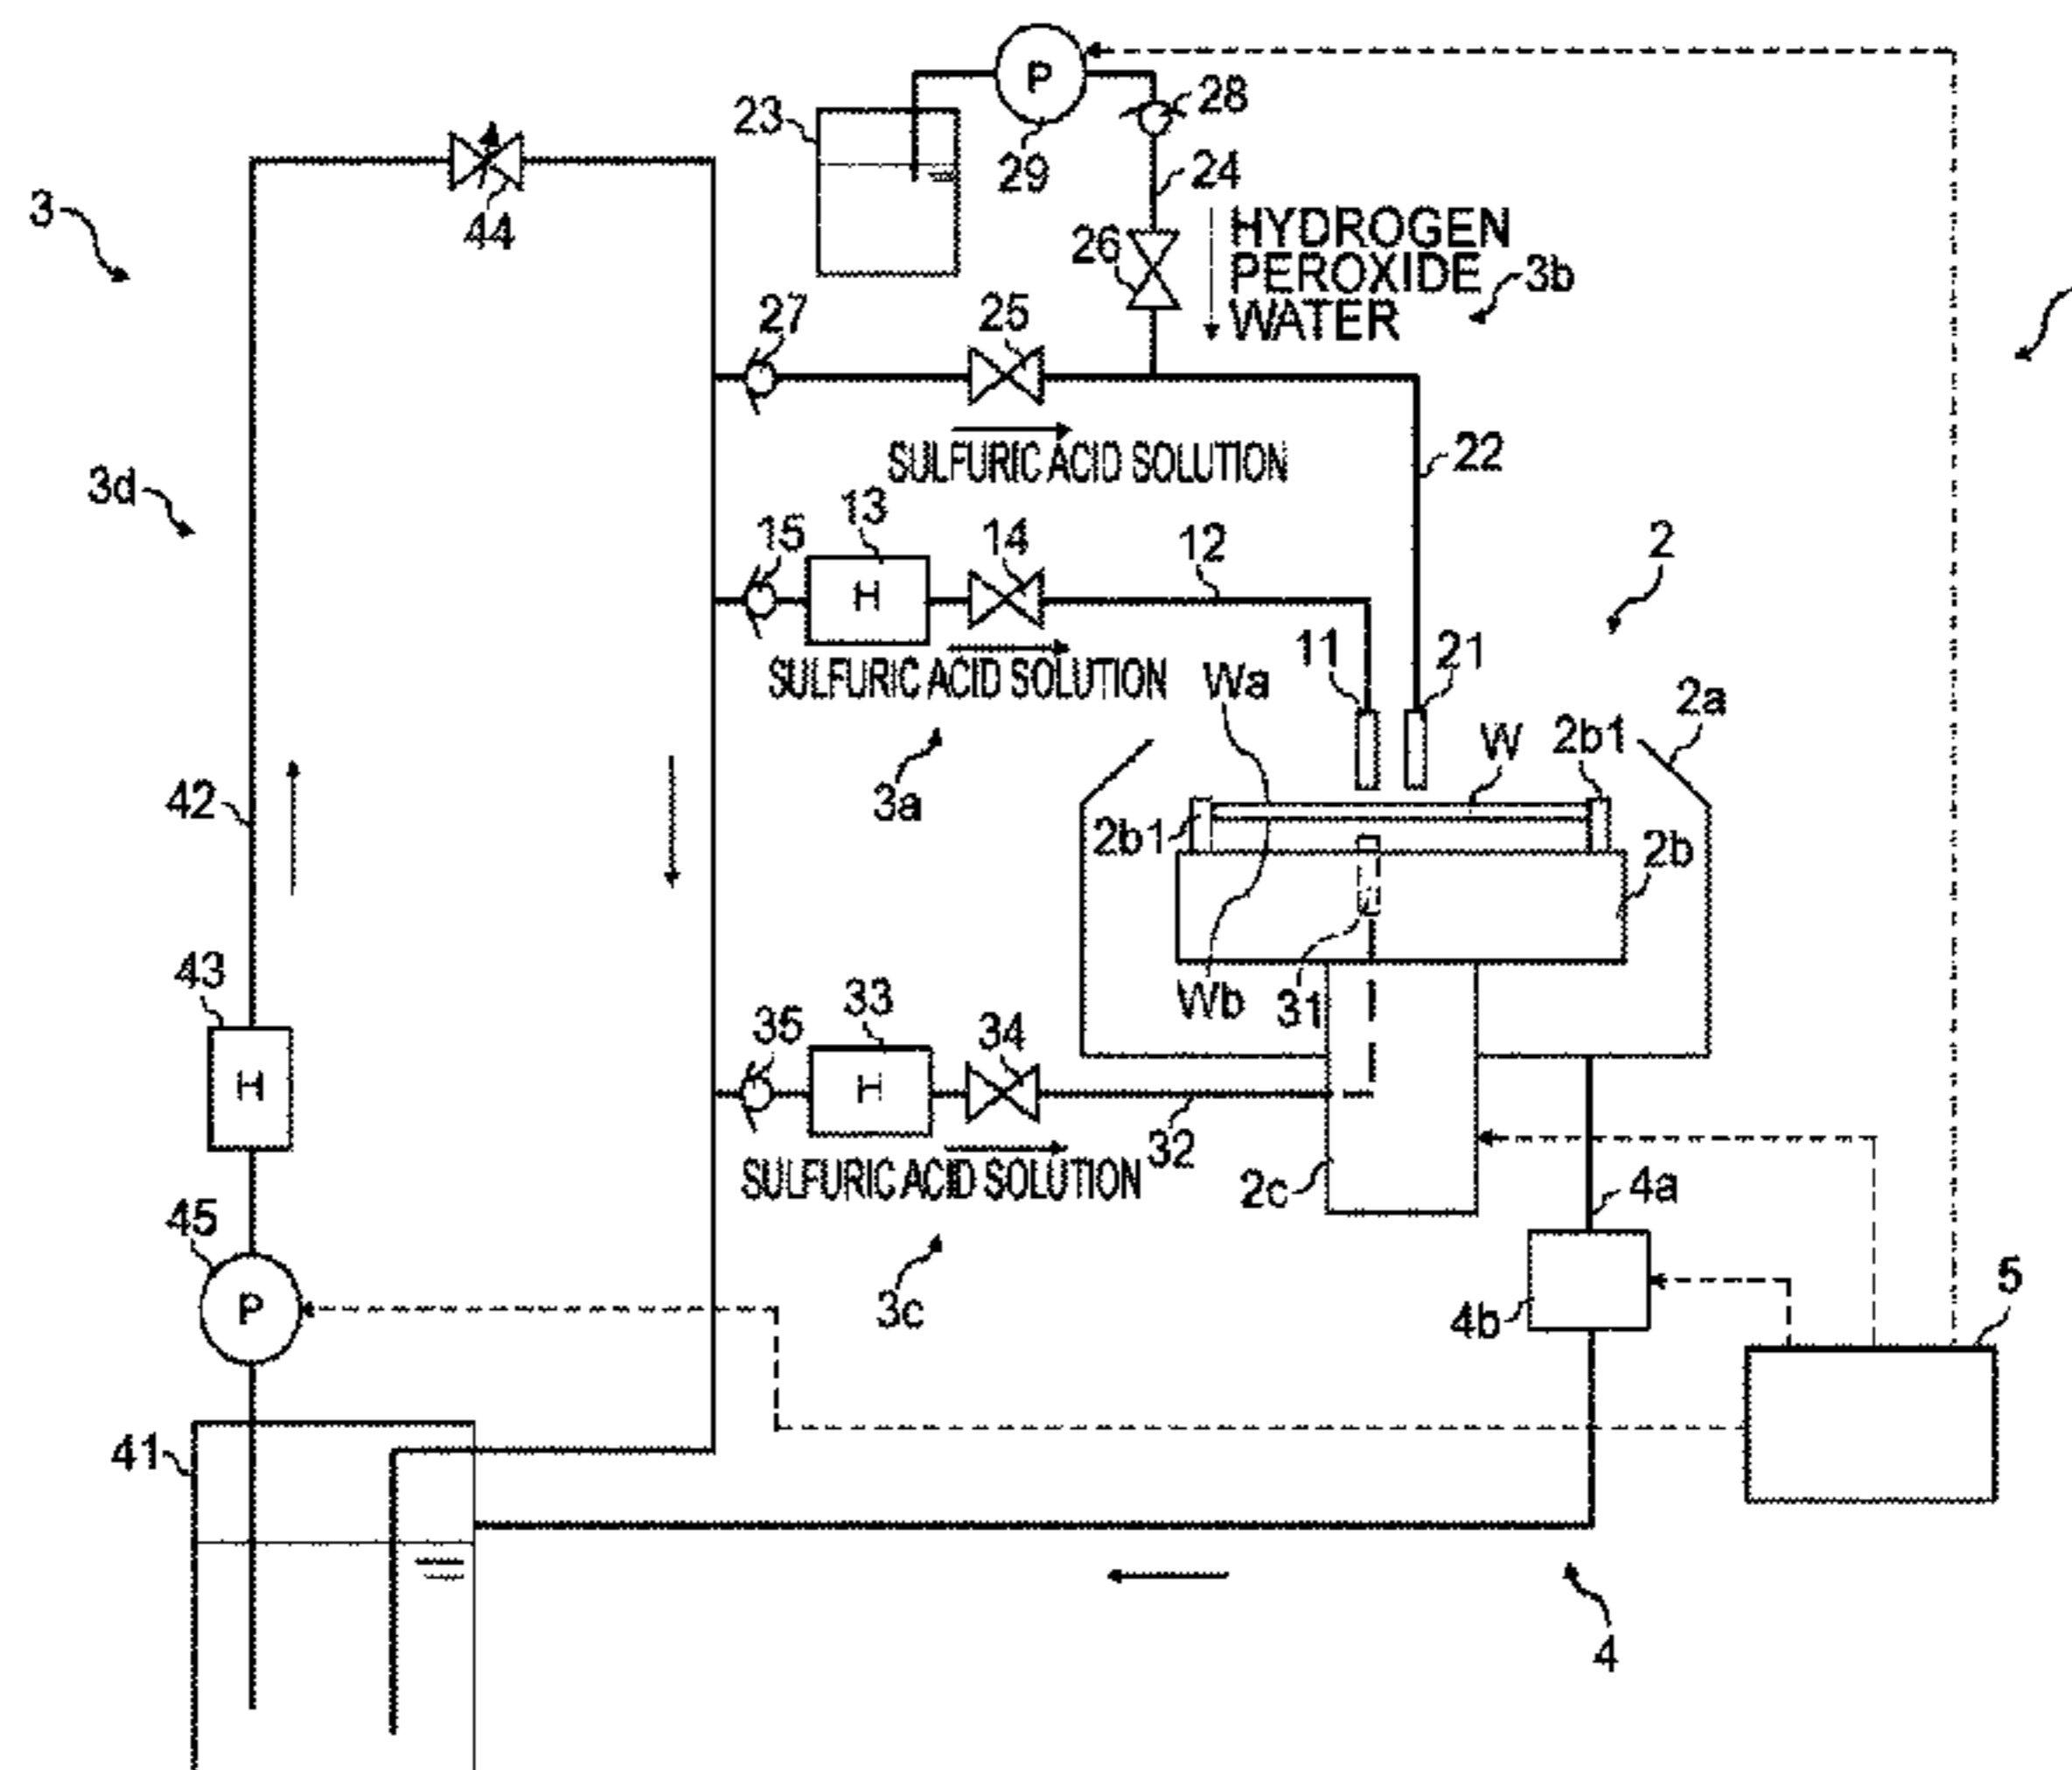 P
23
28
29
24
3
44
26
HYDROGEN
PEROXIDE
WATER
3b
27
25
SULFURIC ACID SOLUTION
22
3d
15
13
H
14
12
2
SULFURIC ACID SOLUTION
11
21
Wa
2a
W
2b1
3a
42
2b1
2b
43
H
Wb
31
35
33
H
34
32
SULFURIC ACID SOLUTION
2c
4a
45
P
3c
4b
5
41
4